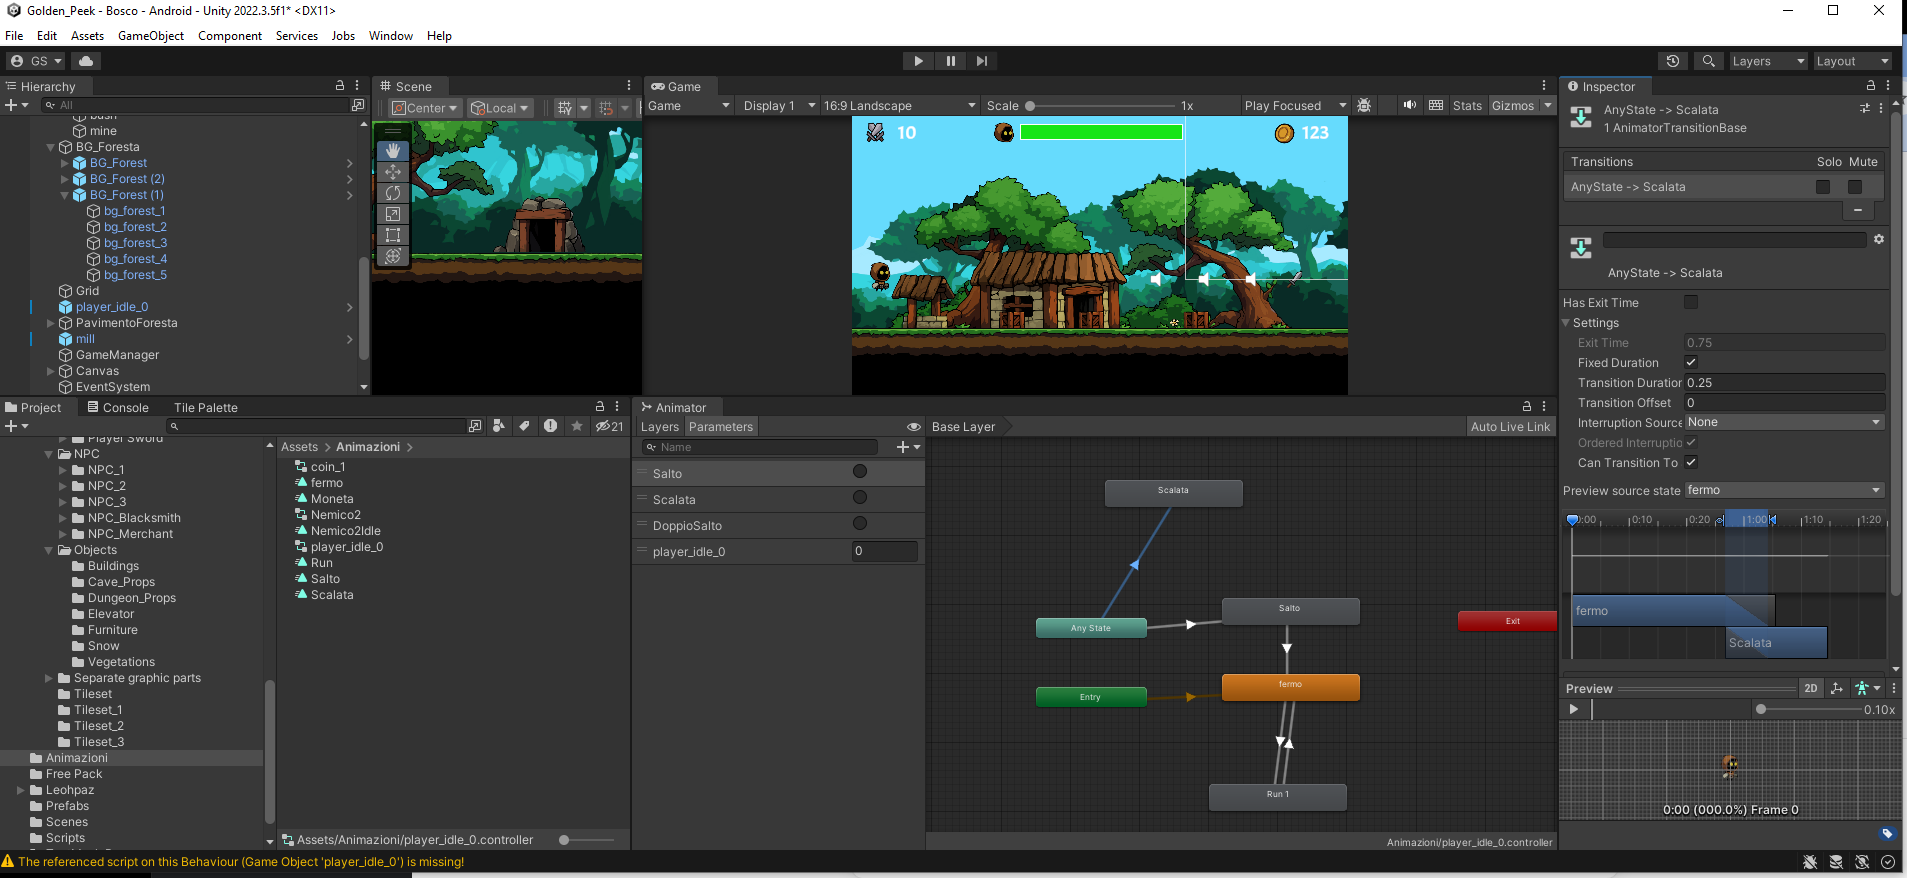 Golden_Peek - Bosco - Android - Unity 2022.3.5f1* <DX11>
File Edit Assets GameObject Component Services Jobs Window Help
GS
Layers Layout
Hierarchy
All
mine
BG_Foresta
BG_Forest
BG_Forest (2)
BG_Forest (1)
bg_forest_1
bg_forest_2
bg_forest_3
bg_forest_4
bg_forest_5
Grid
player_idle_0
PavimentoForesta
mill
GameManager
Canvas
EventSystem
Scene
Center Local
Game
Game Display 1 16:9 Landscape Scale 1x Play Focused Stats Gizmos
10 123
Project Console Tile Palette
21
Player Sword
NPC
NPC_1
NPC_2
NPC_3
NPC_Blacksmith
NPC_Merchant
Objects
Buildings
Cave_Props
Dungeon_Props
Elevator
Furniture
Snow
Vegetations
Separate graphic parts
Tileset
Tileset_1
Tileset_2
Tileset_3
Animazioni
Free Pack
Leohpaz
Prefabs
Scenes
Scripts
Assets > Animazioni >
coin_1
fermo
Moneta
Nemico2
Nemico2Idle
player_idle_0
Run
Salto
Scalata
Assets/Animazioni/player_idle_0.controller
Animator
Layers Parameters Base Layer Auto Live Link
Name
Salto
Scalata
DoppioSalto
player_idle_0 0
Scalata
Salto
Any State
Exit
fermo
Entry
Run 1
Animazioni/player_idle_0.controller
Inspector
AnyState -> Scalata
1 AnimatorTransitionBase
Transitions Solo Mute
AnyState -> Scalata
AnyState -> Scalata
Has Exit Time
Settings
Exit Time 0.75
Fixed Duration
Transition Duration 0.25
Transition Offset 0
Interruption Source None
Ordered Interruptio
Can Transition To
Preview source state fermo
0:00 0:10 0:20 1:00 1:10 1:20
fermo
Scalata
Preview 2D
0.10x
0:00 (000.0%) Frame 0
The referenced script on this Behaviour (Game Object 'player_idle_0') is missing!